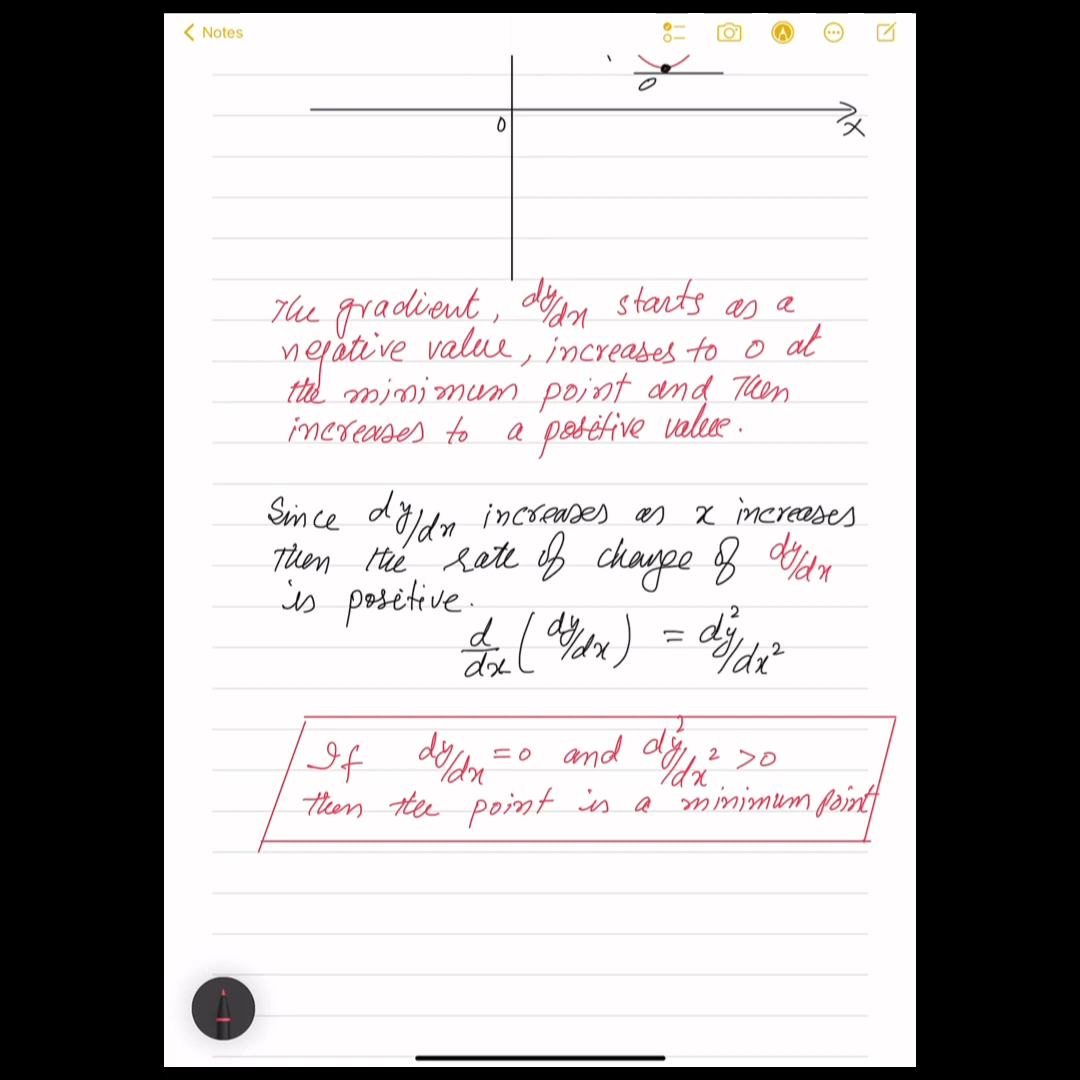 Notes
0
0
x
The gradient, dy/dx starts as a
negative value, increases to 0 at
the minimum point and then
increases to a positive value.
Since dy/dx increases as x increases
then the rate of change of dy/dx
is positive.
d/dx (dy/dx) = dy²/dx²
If dy/dx = 0 and dy²/dx² > 0
then the point is a minimum point